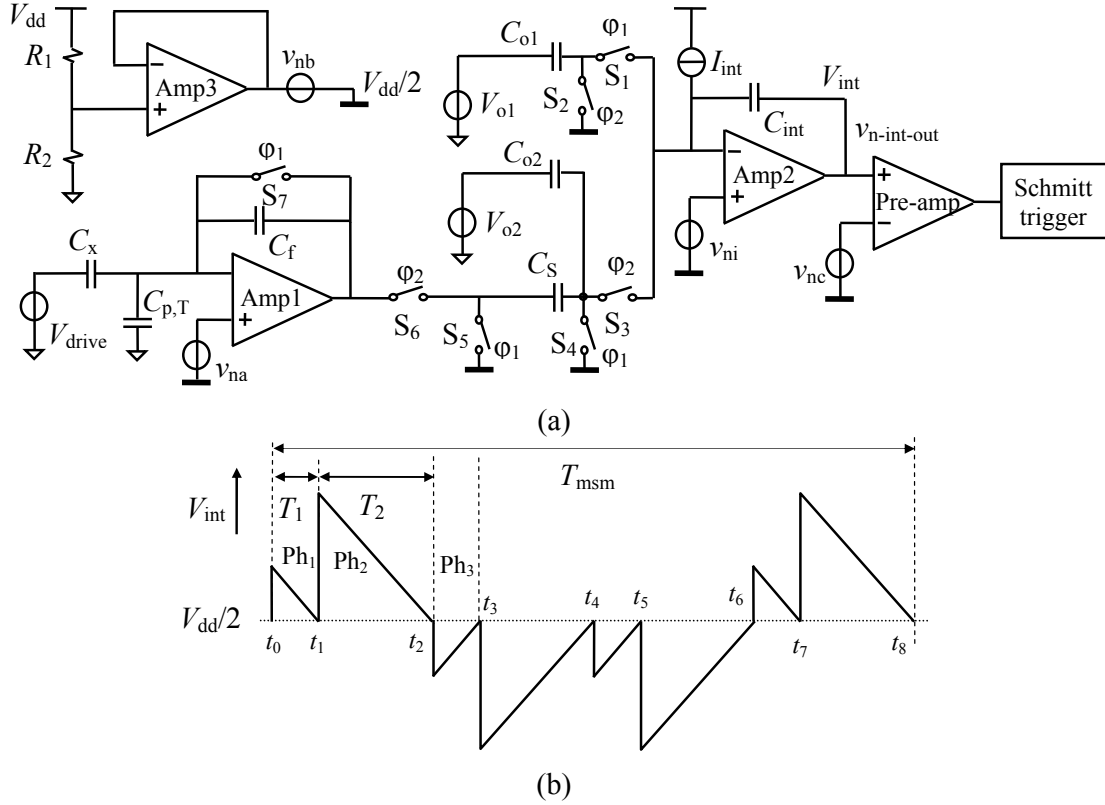 Vdd
R1
Amp3
−
+
vnb
Vdd/2
R2
Co1
φ1
S1
S2
φ2
Vo1
Iint
Vint
Cint
vn-int-out
Amp2
−
+
vni
Pre-amp
+
−
vnc
Schmitt
trigger
Co2
Vo2
φ1
S7
Cf
Cx
Cp,T
Vdrive
Amp1
−
+
vna
φ2
S6
S5
φ1
CS
φ2
S3
S4
φ1
(a)
Tmsm
Vint
T1
T2
Ph1
Ph2
Ph3
Vdd/2
t0
t1
t2
t3
t4
t5
t6
t7
t8
(b)